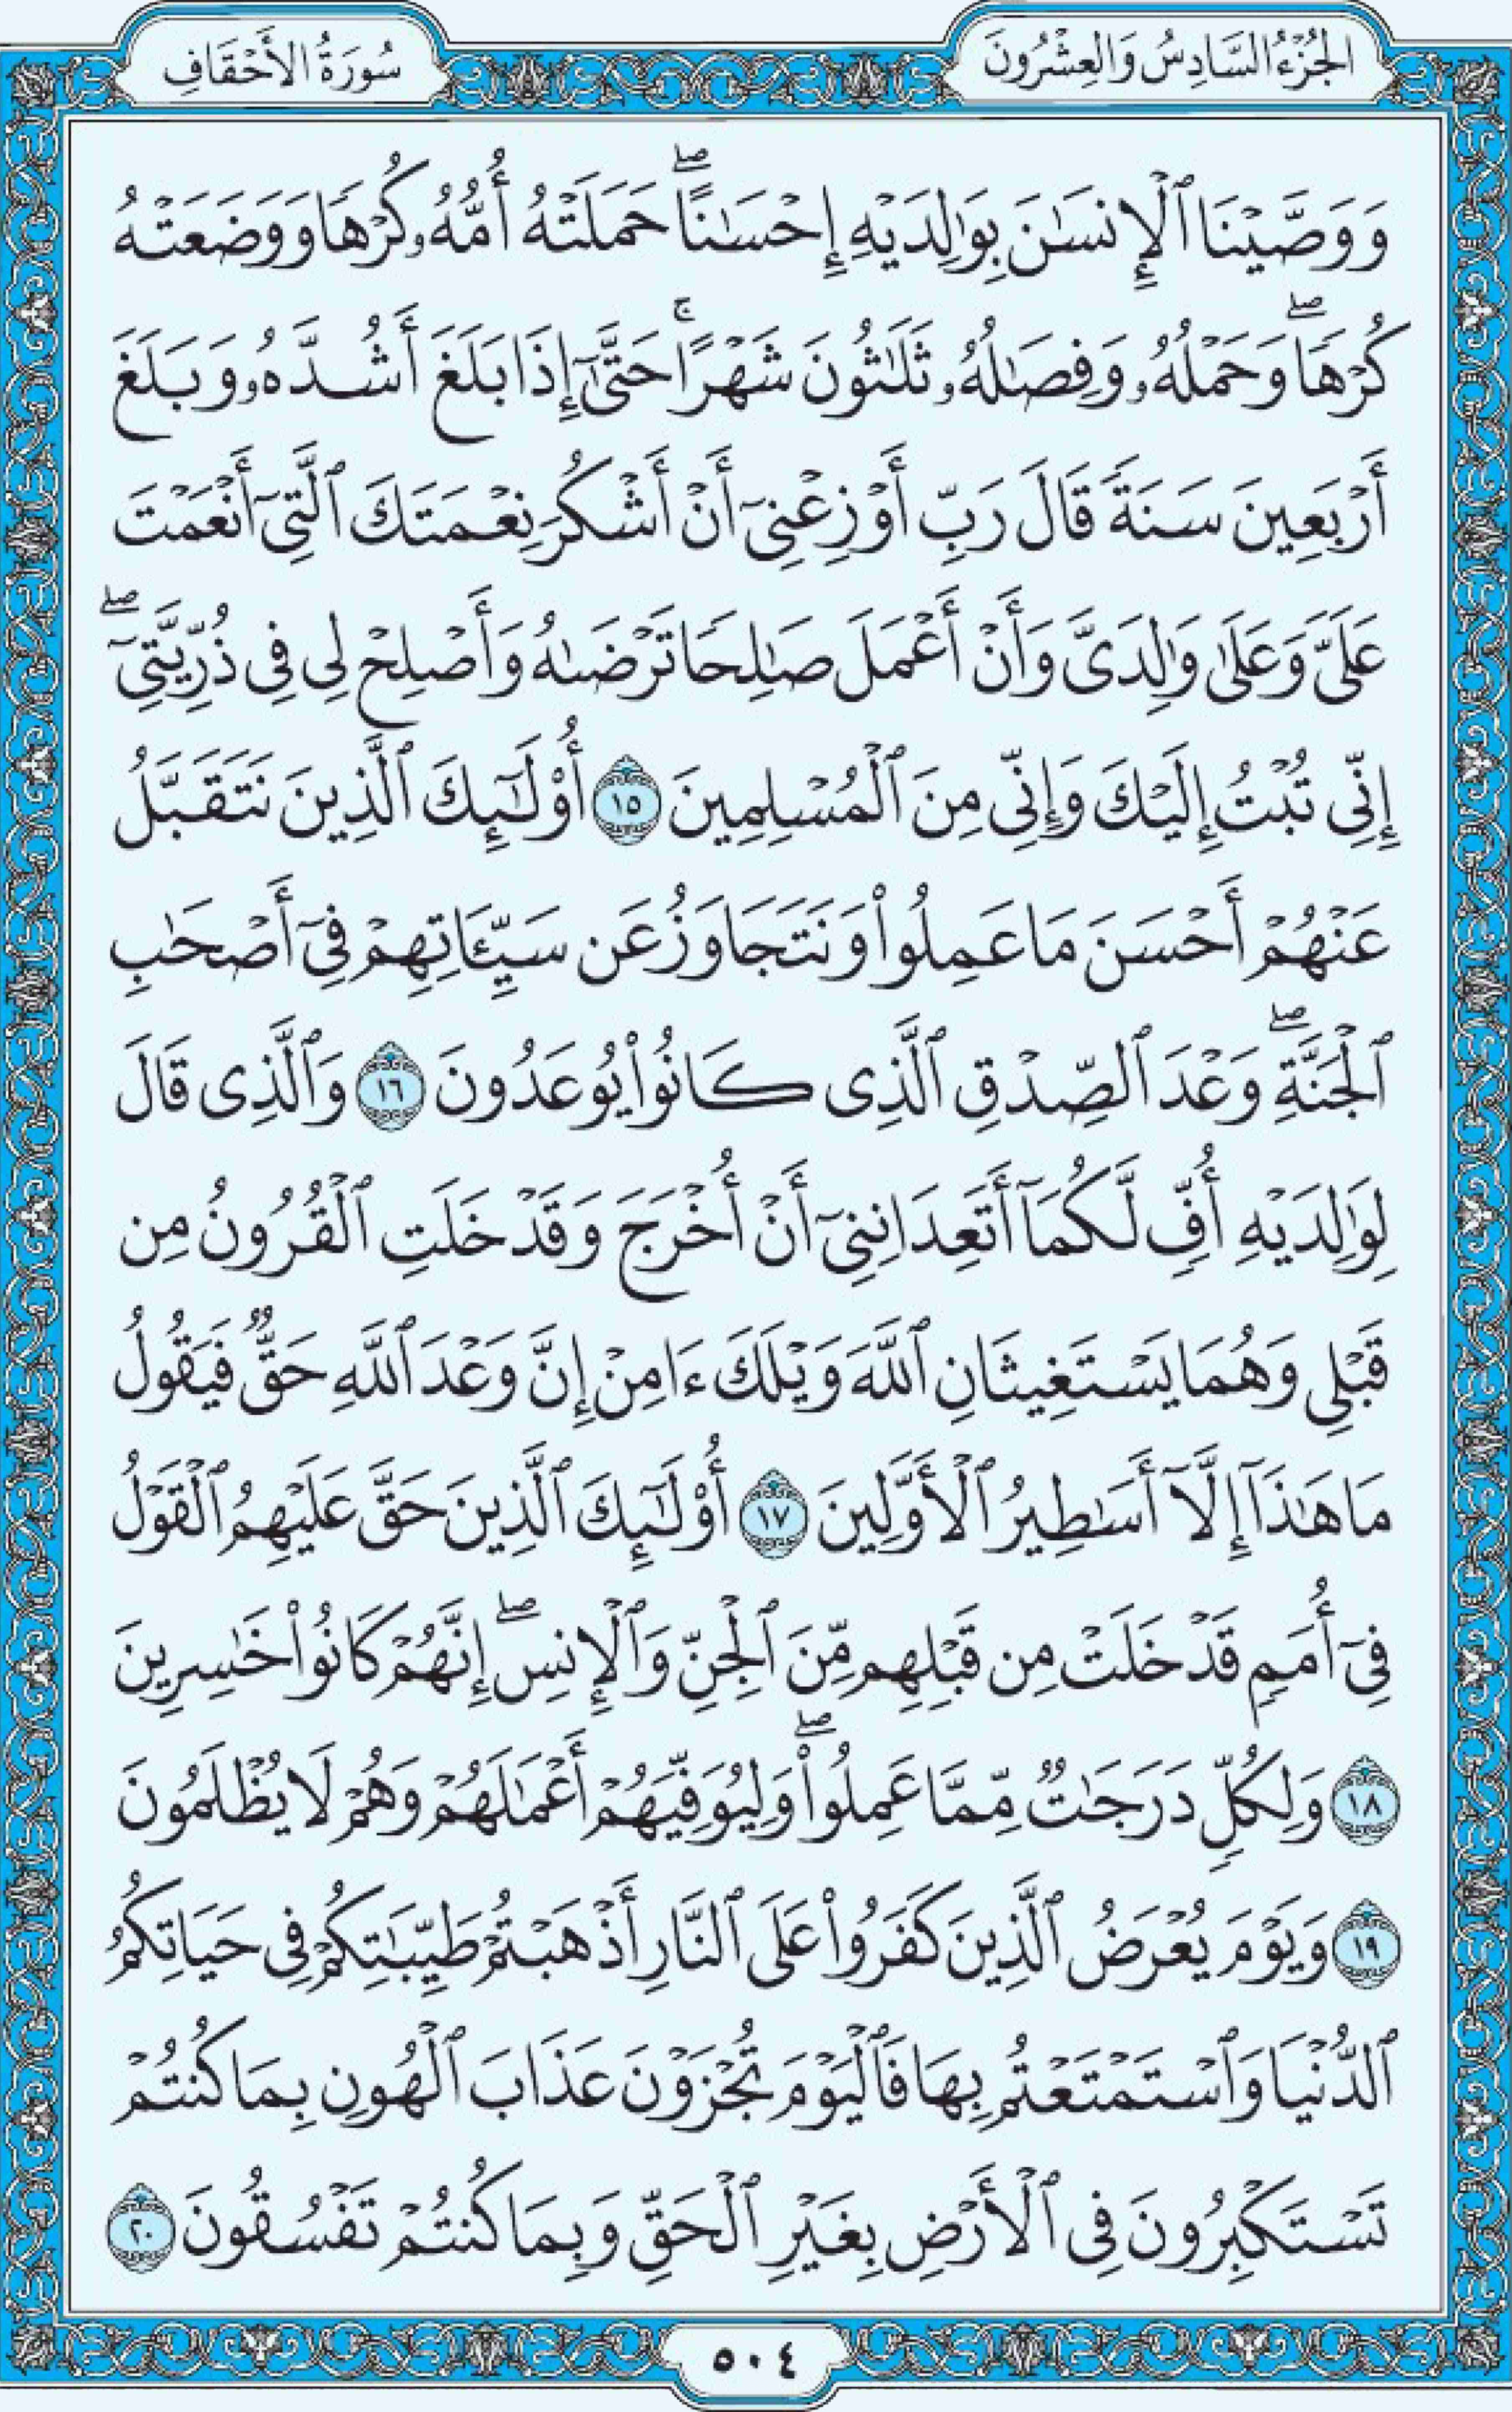 الجُزْءُ السَّادِسُ وَالعِشْرُونَ
سُورَةُ الأَحْقَافِ
وَوَصَّيْنَا ٱلْإِنسَٰنَ بِوَٰلِدَيْهِ إِحْسَٰنًاۖ حَمَلَتْهُ أُمُّهُۥ كُرْهًا وَوَضَعَتْهُ
كُرْهًاۖ وَحَمْلُهُۥ وَفِصَٰلُهُۥ ثَلَٰثُونَ شَهْرًاۚ حَتَّىٰٓ إِذَا بَلَغَ أَشُدَّهُۥ وَبَلَغَ
أَرْبَعِينَ سَنَةً قَالَ رَبِّ أَوْزِعْنِىٓ أَنْ أَشْكُرَ نِعْمَتَكَ ٱلَّتِىٓ أَنْعَمْتَ
عَلَىَّ وَعَلَىٰ وَٰلِدَىَّ وَأَنْ أَعْمَلَ صَٰلِحًا تَرْضَىٰهُ وَأَصْلِحْ لِى فِى ذُرِّيَّتِىٓۖ
إِنِّى تُبْتُ إِلَيْكَ وَإِنِّى مِنَ ٱلْمُسْلِمِينَ ١٥ أُو۟لَٰٓئِكَ ٱلَّذِينَ نَتَقَبَّلُ
عَنْهُمْ أَحْسَنَ مَا عَمِلُوا۟ وَنَتَجَاوَزُ عَن سَيِّـَٔاتِهِمْ فِىٓ أَصْحَٰبِ
ٱلْجَنَّةِۖ وَعْدَ ٱلصِّدْقِ ٱلَّذِى كَانُوا۟ يُوعَدُونَ ١٦ وَٱلَّذِى قَالَ
لِوَٰلِدَيْهِ أُفٍّ لَّكُمَآ أَتَعِدَانِنِىٓ أَنْ أُخْرَجَ وَقَدْ خَلَتِ ٱلْقُرُونُ مِن
قَبْلِى وَهُمَا يَسْتَغِيثَانِ ٱللَّهَ وَيْلَكَ ءَامِنْ إِنَّ وَعْدَ ٱللَّهِ حَقٌّ فَيَقُولُ
مَا هَٰذَآ إِلَّآ أَسَٰطِيرُ ٱلْأَوَّلِينَ ١٧ أُو۟لَٰٓئِكَ ٱلَّذِينَ حَقَّ عَلَيْهِمُ ٱلْقَوْلُ
فِىٓ أُمَمٍ قَدْ خَلَتْ مِن قَبْلِهِم مِّنَ ٱلْجِنِّ وَٱلْإِنسِۖ إِنَّهُمْ كَانُوا۟ خَٰسِرِينَ
١٨ وَلِكُلٍّ دَرَجَٰتٌ مِّمَّا عَمِلُوا۟ۖ وَلِيُوَفِّيَهُمْ أَعْمَٰلَهُمْ وَهُمْ لَا يُظْلَمُونَ
١٩ وَيَوْمَ يُعْرَضُ ٱلَّذِينَ كَفَرُوا۟ عَلَى ٱلنَّارِ أَذْهَبْتُمْ طَيِّبَٰتِكُمْ فِى حَيَاتِكُمُ
ٱلدُّنْيَا وَٱسْتَمْتَعْتُم بِهَا فَٱلْيَوْمَ تُجْزَوْنَ عَذَابَ ٱلْهُونِ بِمَا كُنتُمْ
تَسْتَكْبِرُونَ فِى ٱلْأَرْضِ بِغَيْرِ ٱلْحَقِّ وَبِمَا كُنتُمْ تَفْسُقُونَ ٢٠
٥٠٤